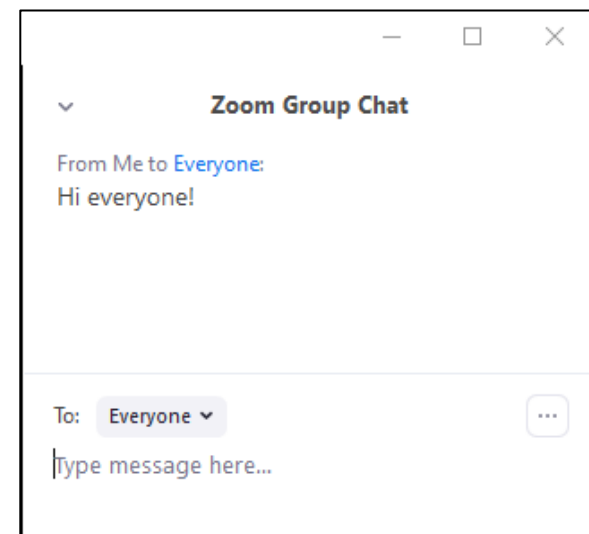 Zoom Group Chat
From Me to Everyone:
Hi everyone!
To: Everyone
Type message here...